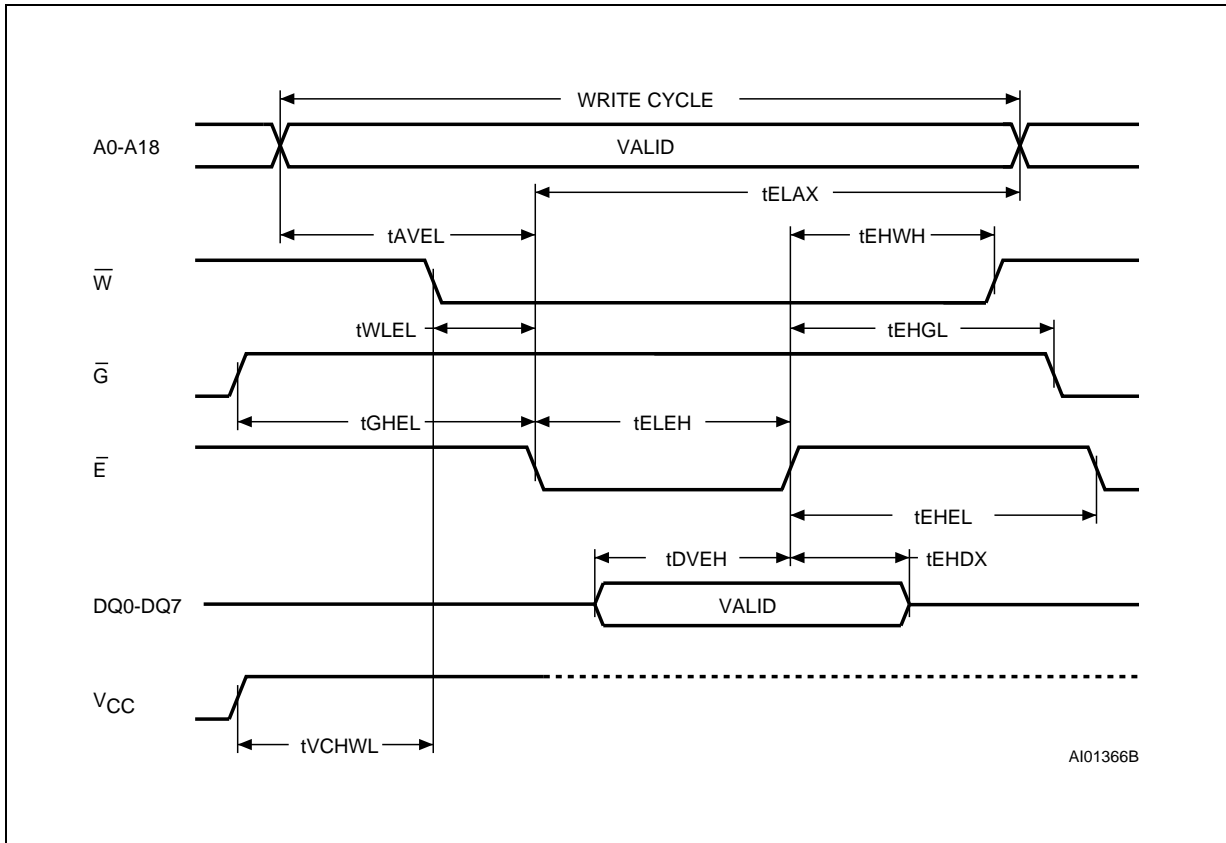 WRITE CYCLE
A0-A18
VALID
tELAX
tAVEL
tEHWH
W̅
tWLEL
tEHGL
G̅
tGHEL
tELEH
E̅
tEHEL
tDVEH
tEHDX
DQ0-DQ7
VALID
VCC
tVCHWL
AI01366B